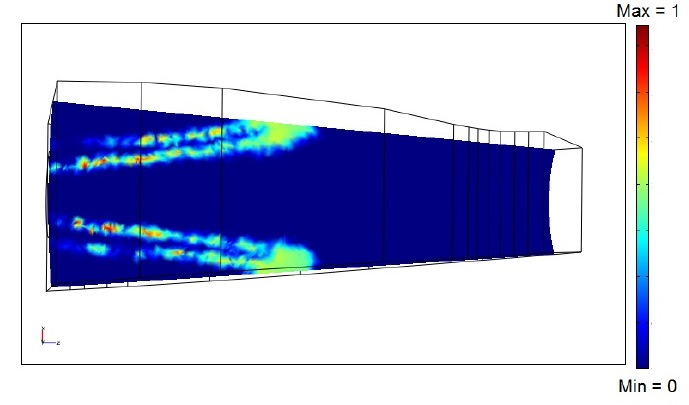 Max = 1
x
z
Min = 0